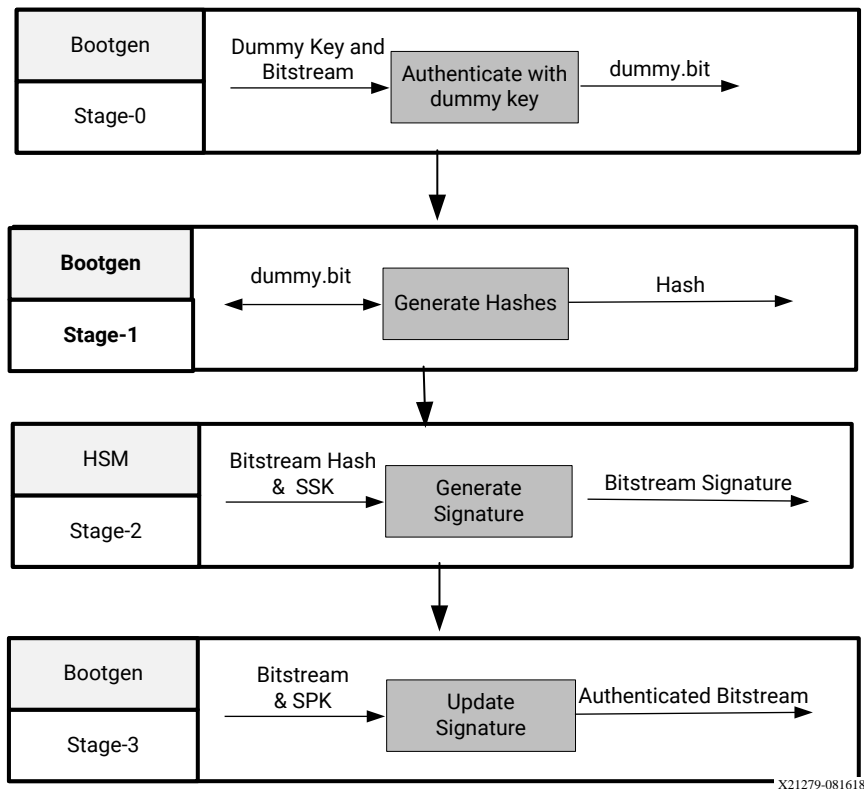 Bootgen
Stage-0
Dummy Key and
Bitstream
Authenticate with
dummy key
dummy.bit
Bootgen
Stage-1
dummy.bit
Generate Hashes
Hash
HSM
Stage-2
Bitstream Hash
& SSK
Generate
Signature
Bitstream Signature
Bootgen
Stage-3
Bitstream
& SPK
Update
Signature
Authenticated Bitstream
X21279-081618